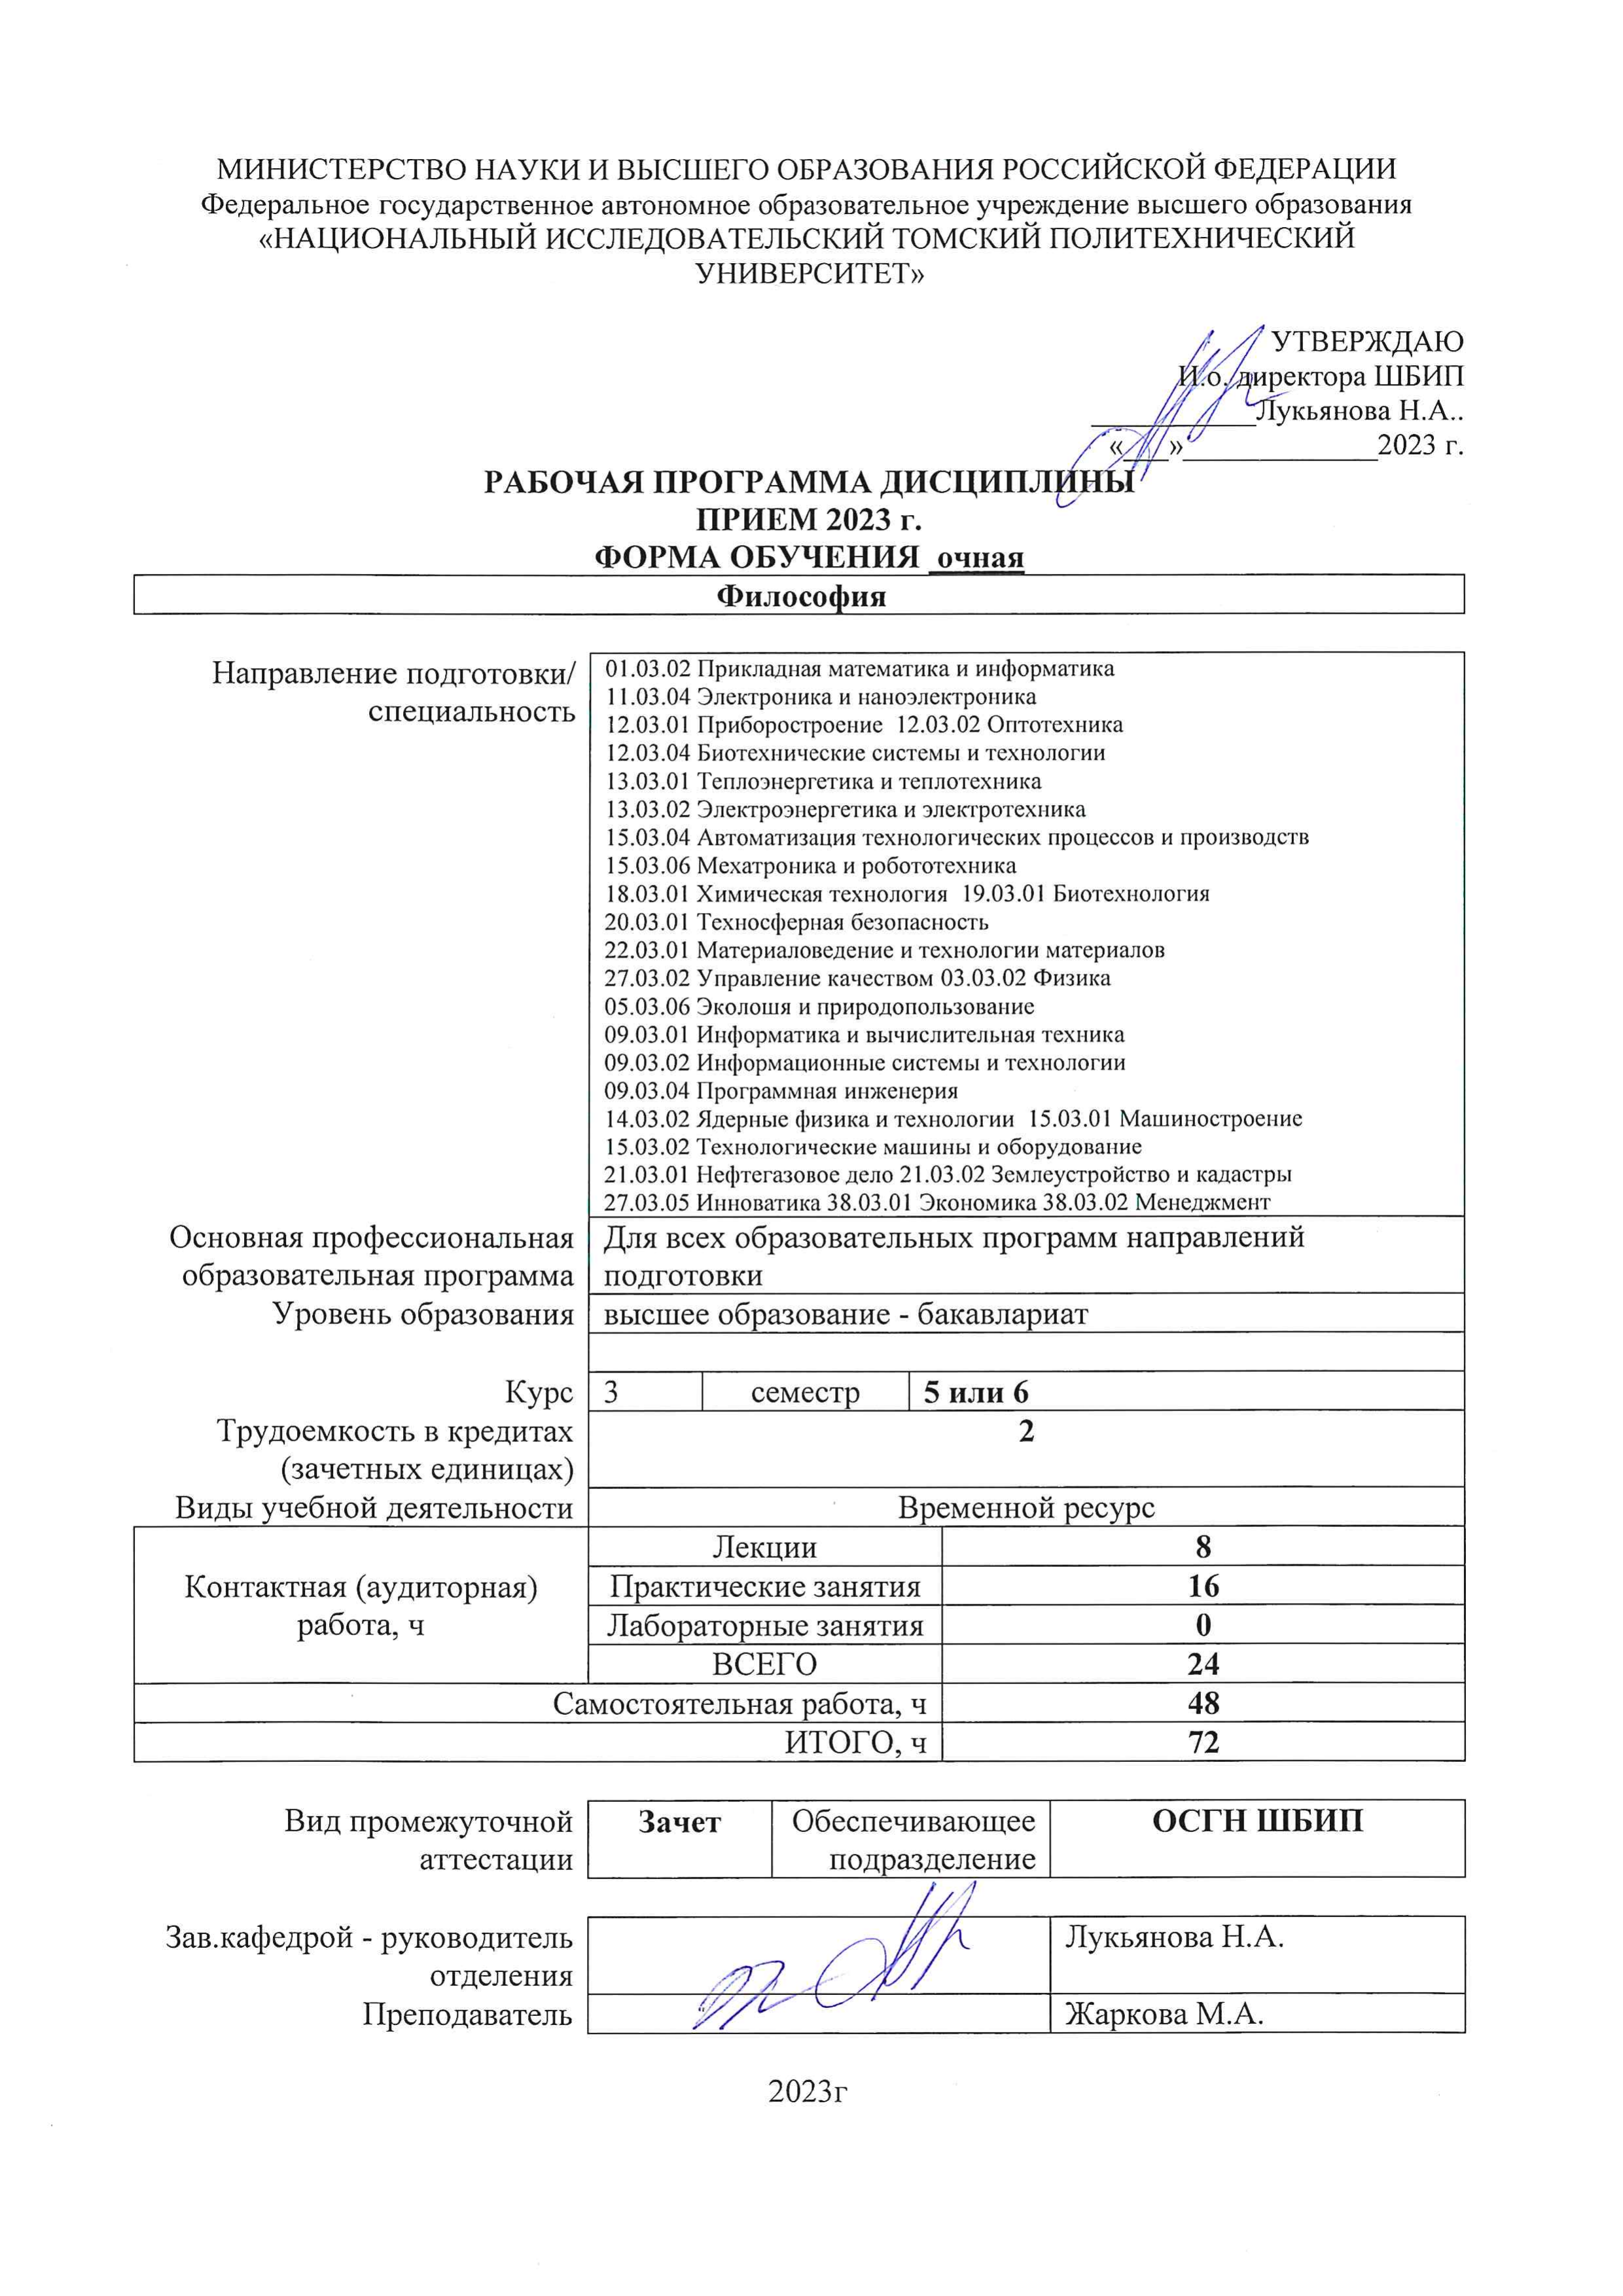 МИНИСТЕРСТВО НАУКИ И ВЫСШЕГО ОБРАЗОВАНИЯ РОССИЙСКОЙ ФЕДЕРАЦИИ
Федеральное государственное автономное образовательное учреждение высшего образования
«НАЦИОНАЛЬНЫЙ ИССЛЕДОВАТЕЛЬСКИЙ ТОМСКИЙ ПОЛИТЕХНИЧЕСКИЙ
УНИВЕРСИТЕТ»
УТВЕРЖДАЮ
И.о. директора ШБИП
___________Лукьянова Н.А..
«___»_____________2023 г.
РАБОЧАЯ ПРОГРАММА ДИСЦИПЛИНЫ
ПРИЕМ 2023 г.
ФОРМА ОБУЧЕНИЯ очная
Философия
Направление подготовки/
специальность
01.03.02 Прикладная математика и информатика
11.03.04 Электроника и наноэлектроника
12.03.01 Приборостроение 12.03.02 Оптотехника
12.03.04 Биотехнические системы и технологии
13.03.01 Теплоэнергетика и теплотехника
13.03.02 Электроэнергетика и электротехника
15.03.04 Автоматизация технологических процессов и производств
15.03.06 Мехатроника и робототехника
18.03.01 Химическая технология 19.03.01 Биотехнология
20.03.01 Техносферная безопасность
22.03.01 Материаловедение и технологии материалов
27.03.02 Управление качеством 03.03.02 Физика
05.03.06 Эколошя и природопользование
09.03.01 Информатика и вычислительная техника
09.03.02 Информационные системы и технологии
09.03.04 Программная инженерия
14.03.02 Ядерные физика и технологии 15.03.01 Машиностроение
15.03.02 Технологические машины и оборудование
21.03.01 Нефтегазовое дело 21.03.02 Землеустройство и кадастры
27.03.05 Инноватика 38.03.01 Экономика 38.03.02 Менеджмент
Основная профессиональная
образовательная программа
Для всех образовательных программ направлений
подготовки
Уровень образования высшее образование - бакавлариат
Курс 3 семестр 5 или 6
Трудоемкость в кредитах
(зачетных единицах)
2
Виды учебной деятельности Временной ресурс
Контактная (аудиторная)
работа, ч
Лекции 8
Практические занятия 16
Лабораторные занятия 0
ВСЕГО 24
Самостоятельная работа, ч 48
ИТОГО, ч 72
Вид промежуточной
аттестации
Зачет
Обеспечивающее
подразделение
ОСГН ШБИП
Зав.кафедрой - руководитель
отделения
Лукьянова Н.А.
Преподаватель Жаркова М.А.
2023г